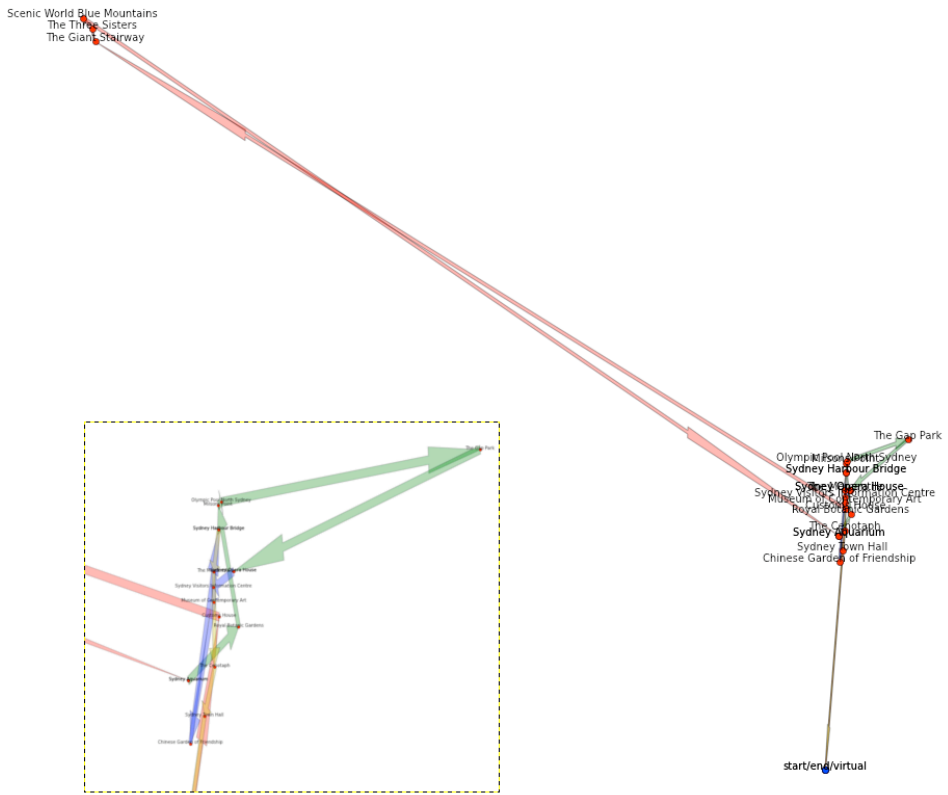 Scenic World Blue Mountains
The Three Sisters
The Giant Stairway
The Gap Park
Olympic Pool North Sydney
Sydney Harbour Bridge
Sydney Opera House
Sydney Visitors Information Centre
Museum of Contemporary Art
Customs House
Royal Botanic Gardens
The Cenotaph
Sydney Aquarium
Sydney Town Hall
Chinese Garden of Friendship
start/end/virtual
The Gap Park
Olympic Pool North Sydney
Sydney Harbour Bridge
Sydney Visitors Information Centre
Museum of Contemporary Art
Royal Botanic Gardens
The Cenotaph
Sydney Aquarium
Sydney Town Hall
Chinese Garden of Friendship